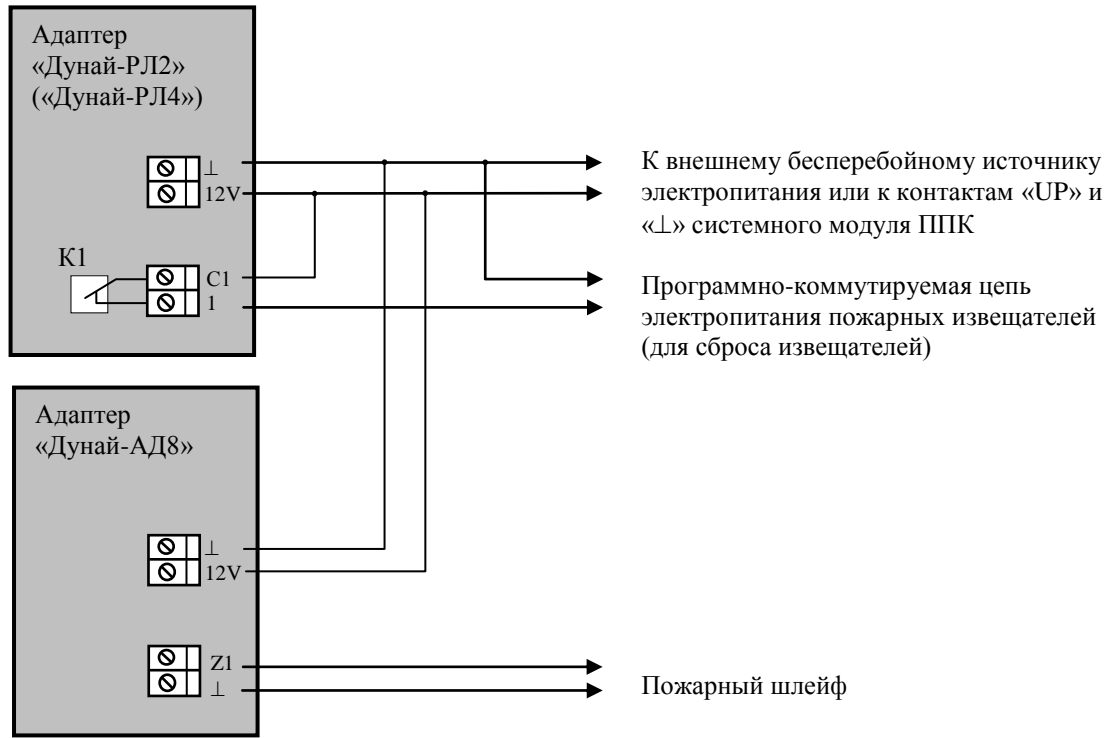 Адаптер
«Дунай-РЛ2»
(«Дунай-РЛ4»)
⊥
12V
К1
С1
1
К внешнему бесперебойному источнику
электропитания или к контактам «UP» и
«⊥» системного модуля ППК
Программно-коммутируемая цепь
электропитания пожарных извещателей
(для сброса извещателей)
Адаптер
«Дунай-АД8»
⊥
12V
Z1
⊥
Пожарный шлейф